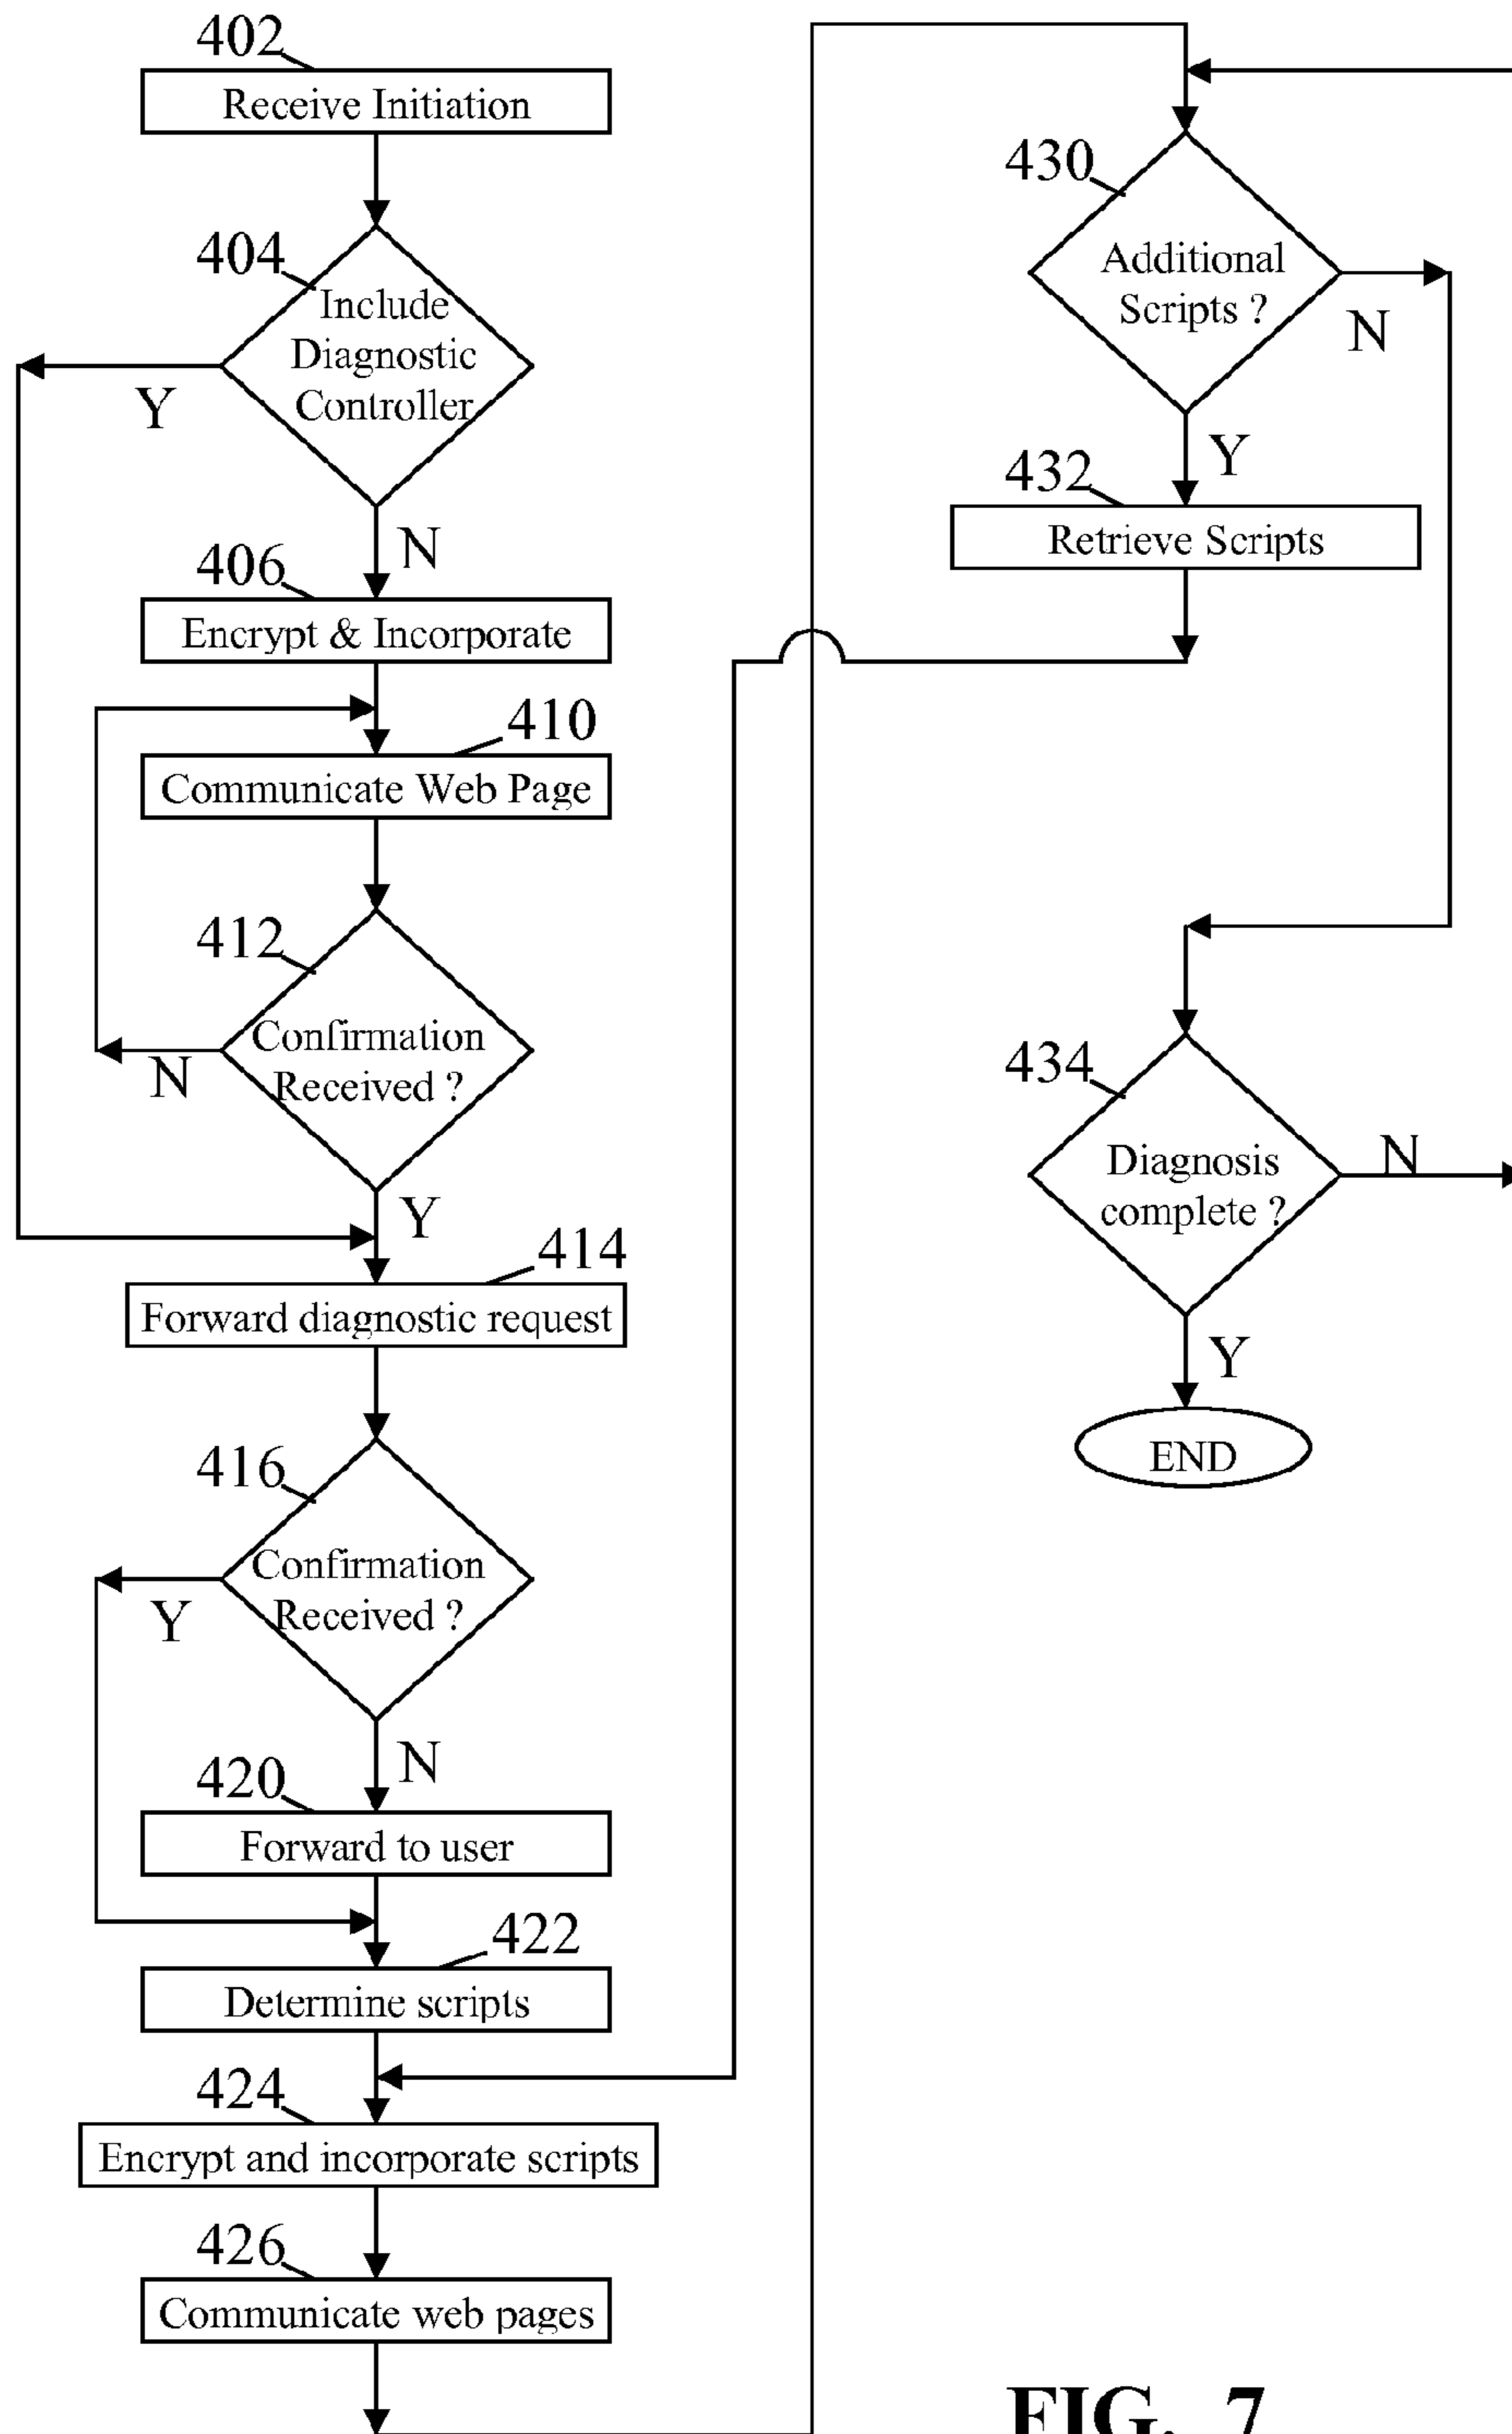 402
Receive Initiation
404
Include
Diagnostic
Controller
Y
N
406
Encrypt & Incorporate
410
Communicate Web Page
412
Confirmation
Received ?
N
Y
414
Forward diagnostic request
416
Confirmation
Received ?
Y
N
420
Forward to user
422
Determine scripts
424
Encrypt and incorporate scripts
426
Communicate web pages
430
Additional
Scripts ?
N
Y
432
Retrieve Scripts
434
Diagnosis
complete ?
N
Y
END
FIG. 7